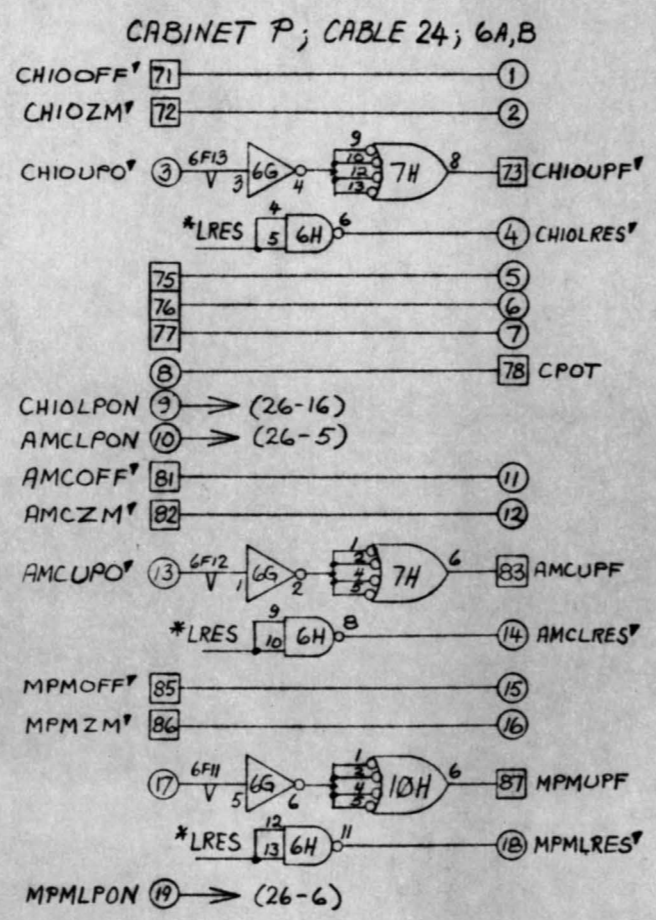 CABINET P; CABLE 24; 6A,B
CHIOOFF▼ 71 1
CHIOZM▼ 72 2
CHIOUPO▼ 3 6F13 V 3 6G 4 9 10 12 13 7H 8 73 CHIOUPF▼
*LRES 4 5 6H 6 4 CHIOLRES▼
75 5
76 6
77 7
8 78 CPOT
CHIOLPON 9 → (26-16)
AMCLPON 10 → (26-5)
AMCOFF▼ 81 11
AMCZM▼ 82 12
AMCUPO▼ 13 6F12 V 1 6G 2 1 2 4 5 7H 6 83 AMCUPF
*LRES 9 10 6H 8 14 AMCLRES▼
MPMOFF▼ 85 15
MPMZM▼ 86 16
17 6F11 V 5 6G 6 1 2 4 5 10H 6 87 MPMUPF
*LRES 12 13 6H 11 18 MPMLRES▼
MPMLPON 19 → (26-6)